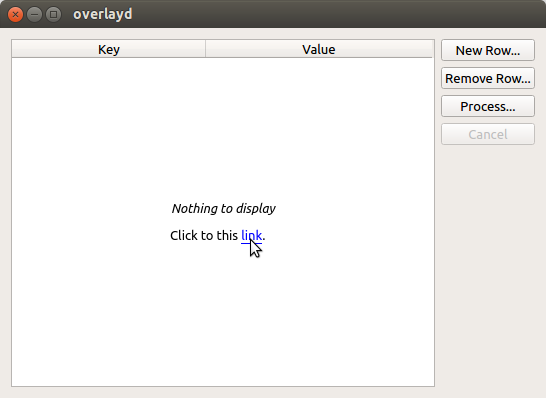 overlayd
Key Value
New Row...
Remove Row...
Process...
Cancel
Nothing to display
Click to this link.